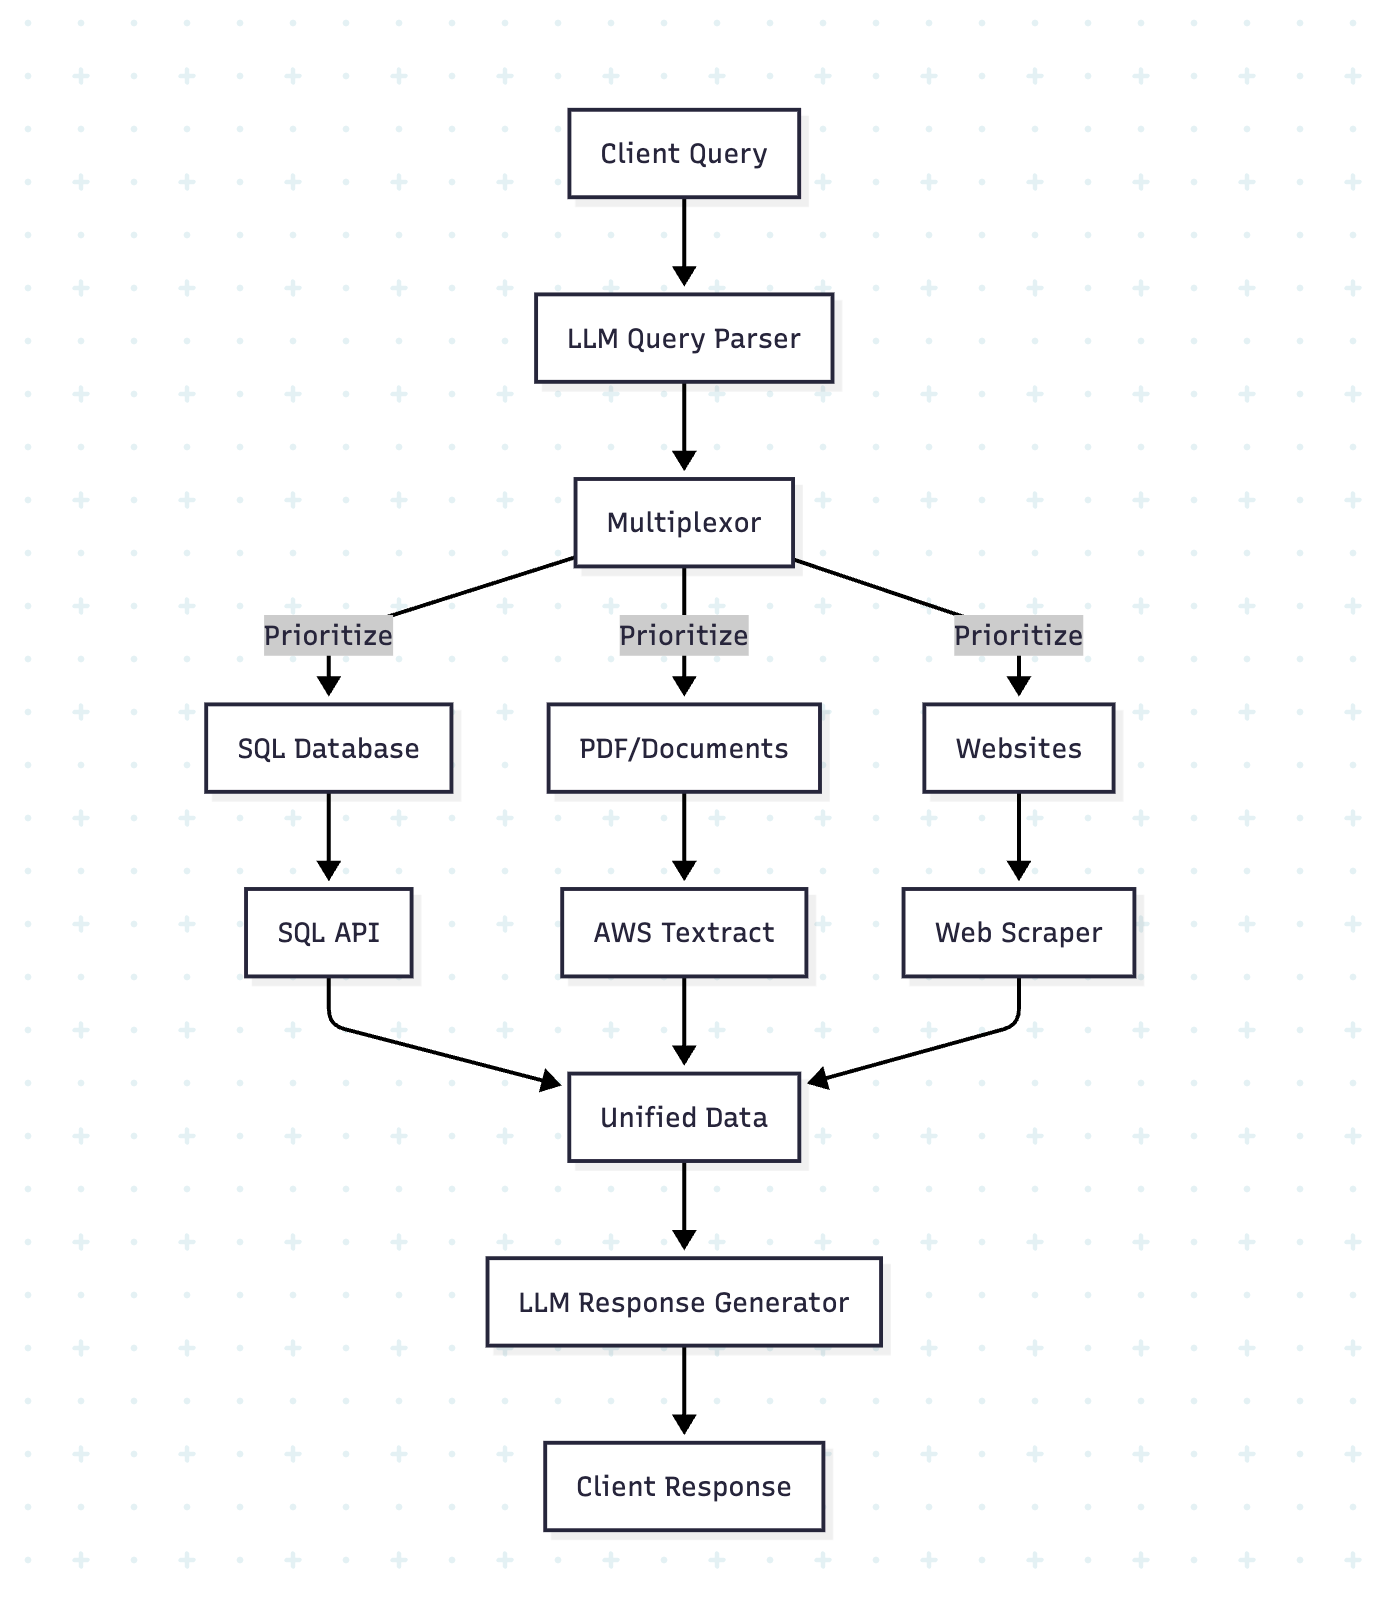 Client Query
LLM Query Parser
Multiplexor
Prioritize
Prioritize
Prioritize
SQL Database
PDF/Documents
Websites
SQL API
AWS Textract
Web Scraper
Unified Data
LLM Response Generator
Client Response